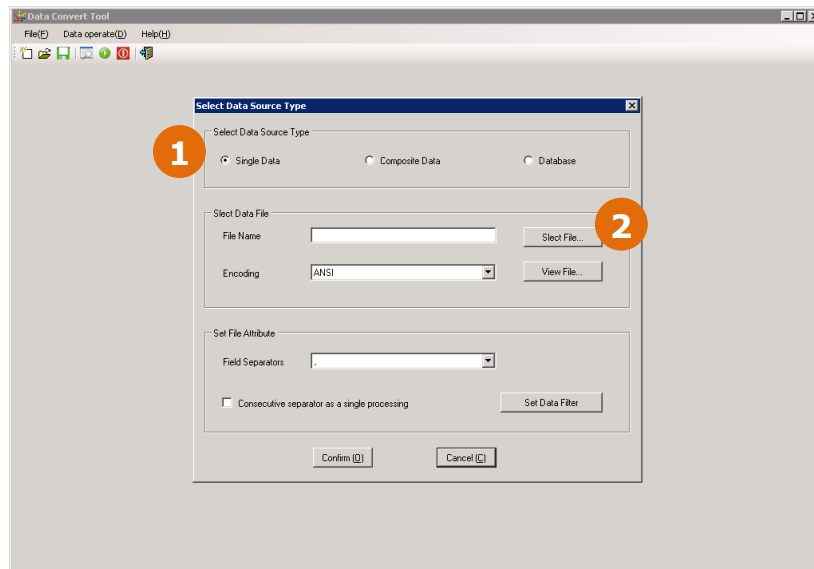 Data Convert Tool
File(F) Data operate(D) Help(H)
Select Data Source Type
Select Data Source Type
1
Single Data Composite Data Database
Slect Data File
2
File Name Slect File...
Encoding ANSI View File...
Set File Attribute
Field Separators ,
Consecutive separator as a single processing Set Data Filter
Confirm (O) Cancel (C)